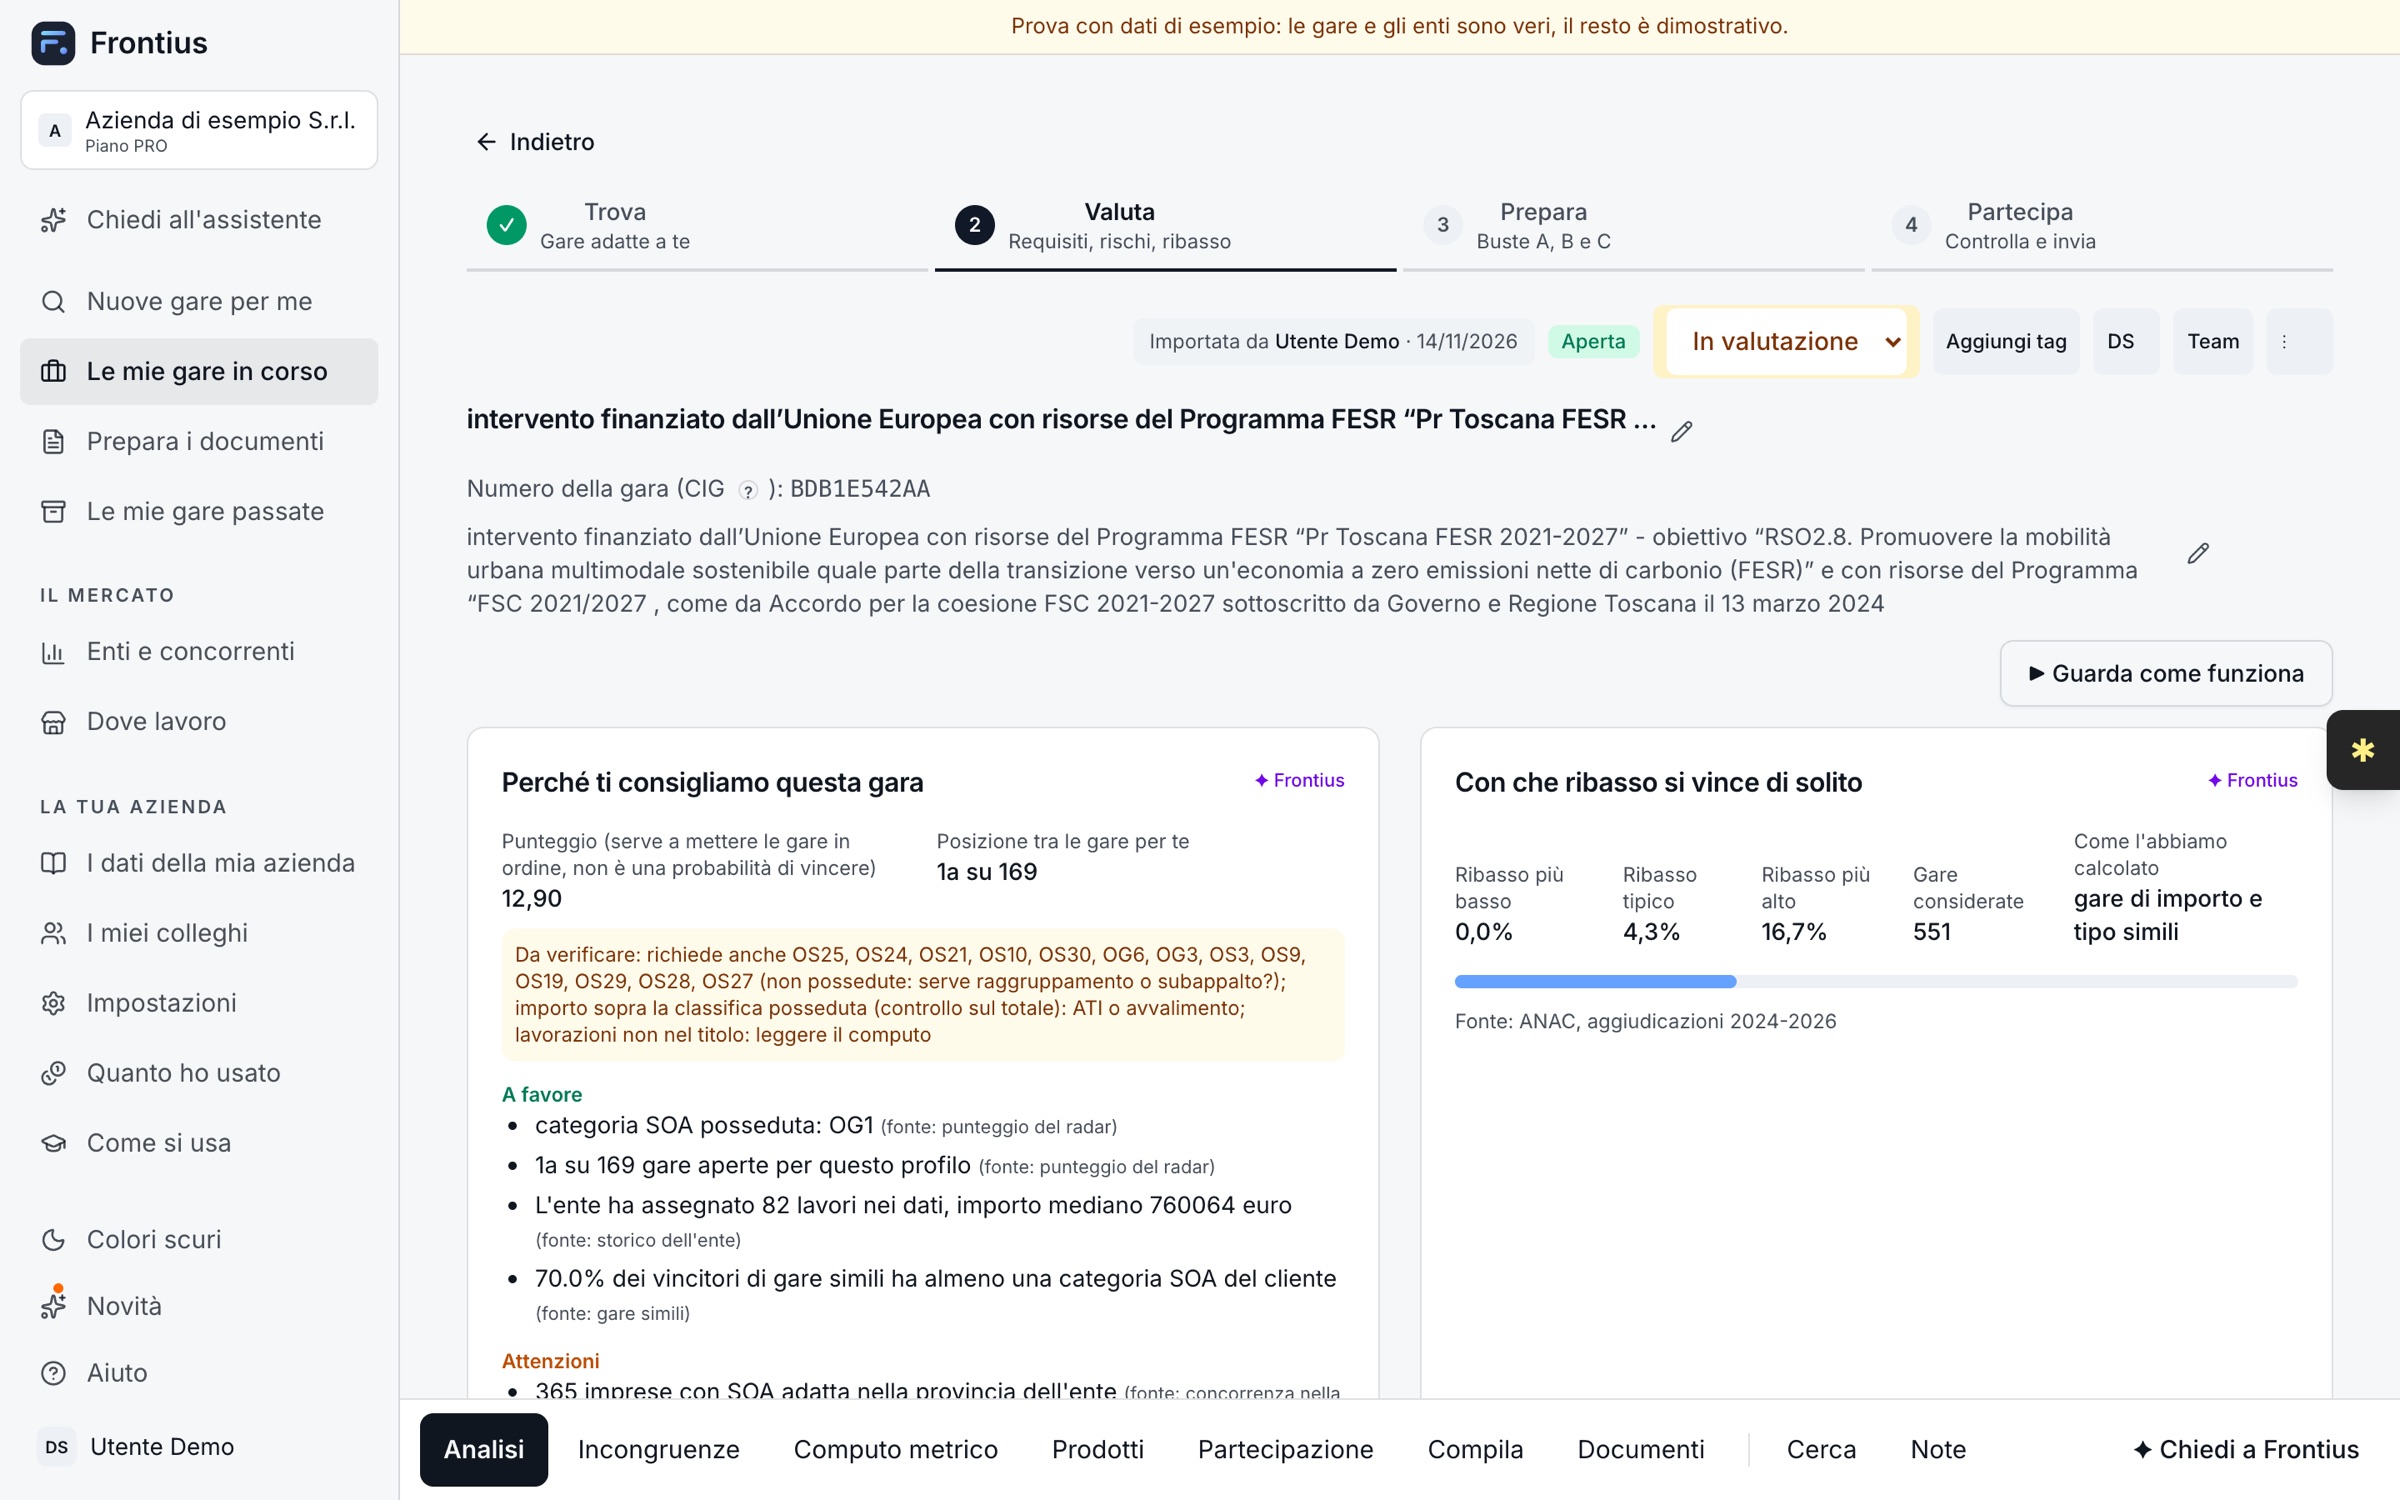 Frontius
A
Azienda di esempio S.r.l.
Piano PRO
Chiedi all'assistente
Nuove gare per me
Le mie gare in corso
Prepara i documenti
Le mie gare passate
IL MERCATO
Enti e concorrenti
Dove lavoro
LA TUA AZIENDA
I dati della mia azienda
I miei colleghi
Impostazioni
Quanto ho usato
Come si usa
Colori scuri
Novità
Aiuto
DS
Utente Demo
Prova con dati di esempio: le gare e gli enti sono veri, il resto è dimostrativo.
Indietro
Trova
Gare adatte a te
2
Valuta
Requisiti, rischi, ribasso
3
Prepara
Buste A, B e C
4
Partecipa
Controlla e invia
Importata da Utente Demo · 14/11/2026
Aperta
In valutazione
Aggiungi tag
DS
Team
⋮
intervento finanziato dall’Unione Europea con risorse del Programma FESR “Pr Toscana FESR ...
Numero della gara (CIG ? ): BDB1E542AA
intervento finanziato dall’Unione Europea con risorse del Programma FESR “Pr Toscana FESR 2021-2027” - obiettivo “RSO2.8. Promuovere la mobilità
urbana multimodale sostenibile quale parte della transizione verso un'economia a zero emissioni nette di carbonio (FESR)” e con risorse del Programma
“FSC 2021/2027 , come da Accordo per la coesione FSC 2021-2027 sottoscritto da Governo e Regione Toscana il 13 marzo 2024
▶ Guarda come funziona
Perché ti consigliamo questa gara
✦ Frontius
Punteggio (serve a mettere le gare in
ordine, non è una probabilità di vincere)
12,90
Posizione tra le gare per te
1a su 169
Da verificare: richiede anche OS25, OS24, OS21, OS10, OS30, OG6, OG3, OS3, OS9,
OS19, OS29, OS28, OS27 (non possedute: serve raggruppamento o subappalto?);
importo sopra la classifica posseduta (controllo sul totale): ATI o avvalimento;
lavorazioni non nel titolo: leggere il computo
A favore
• categoria SOA posseduta: OG1 (fonte: punteggio del radar)
• 1a su 169 gare aperte per questo profilo (fonte: punteggio del radar)
• L'ente ha assegnato 82 lavori nei dati, importo mediano 760064 euro
(fonte: storico dell'ente)
• 70.0% dei vincitori di gare simili ha almeno una categoria SOA del cliente
(fonte: gare simili)
Attenzioni
• 365 imprese con SOA adatta nella provincia dell'ente (fonte: concorrenza nella
Con che ribasso si vince di solito
✦ Frontius
Ribasso più
basso
0,0%
Ribasso
tipico
4,3%
Ribasso più
alto
16,7%
Gare
considerate
551
Come l'abbiamo
calcolato
gare di importo e
tipo simili
Fonte: ANAC, aggiudicazioni 2024-2026
✱
Analisi
Incongruenze
Computo metrico
Prodotti
Partecipazione
Compila
Documenti
Cerca
Note
✦ Chiedi a Frontius